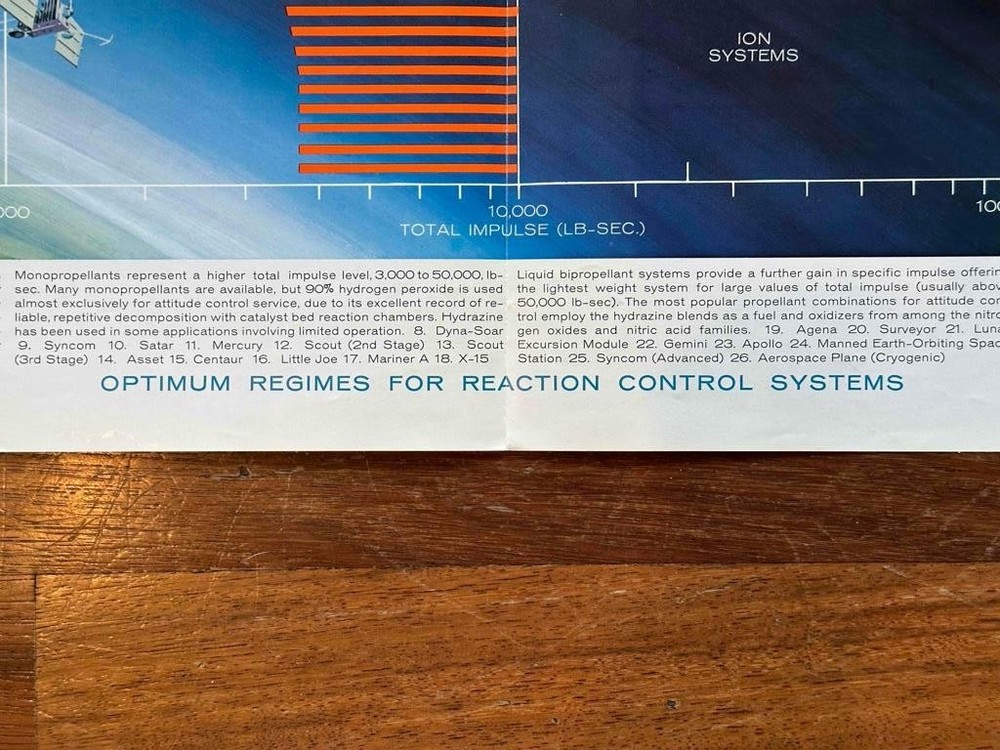 ION
SYSTEMS
000
10,000
100
TOTAL IMPULSE (LB-SEC.)
Monopropellants represent a higher total impulse level, 3,000 to 50,000, lb-
sec. Many monopropellants are available, but 90% hydrogen peroxide is used
almost exclusively for attitude control service, due to its excellent record of re-
liable, repetitive decomposition with catalyst bed reaction chambers. Hydrazine
has been used in some applications involving limited operation. 8. Dyna-Soar
9. Syncom 10. Satar 11. Mercury 12. Scout (2nd Stage) 13. Scout
(3rd Stage) 14. Asset 15. Centaur 16. Little Joe 17. Mariner A 18. X-15
Liquid bipropellant systems provide a further gain in specific impulse offerin
the lightest weight system for large values of total impulse (usually abov
50,000 lb-sec). The most popular propellant combinations for attitude con
trol employ the hydrazine blends as a fuel and oxidizers from among the nitro
gen oxides and nitric acid families. 19. Agena 20. Surveyor 21. Luna
Excursion Module 22. Gemini 23. Apollo 24. Manned Earth-Orbiting Spac
Station 25. Syncom (Advanced) 26. Aerospace Plane (Cryogenic)
OPTIMUM REGIMES FOR REACTION CONTROL SYSTEMS